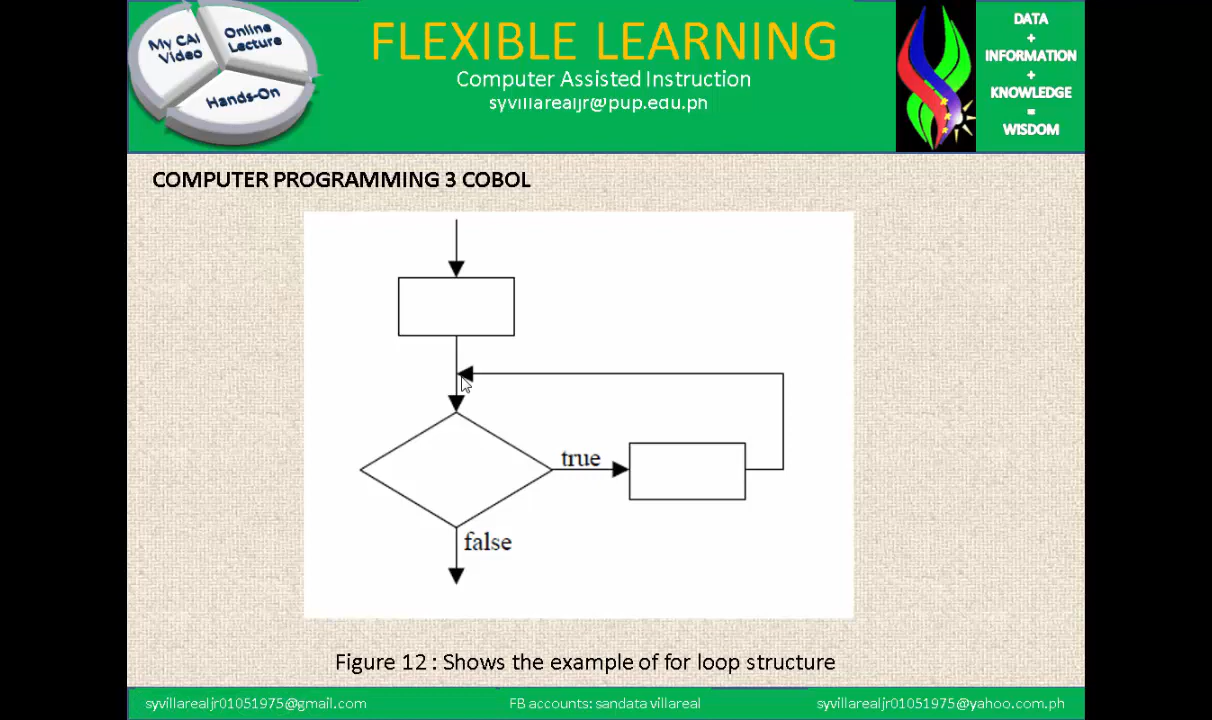 My CAI
Video
Online
Lecture
Hands-On
FLEXIBLE LEARNING
Computer Assisted Instruction
syvillarealjr@pup.edu.ph
DATA
+
INFORMATION
+
KNOWLEDGE
=
WISDOM
COMPUTER PROGRAMMING 3 COBOL
true
false
Figure 12 : Shows the example of for loop structure
syvillarealjr01051975@gmail.com
FB accounts: sandata villareal
syvillarealjr01051975@yahoo.com.ph